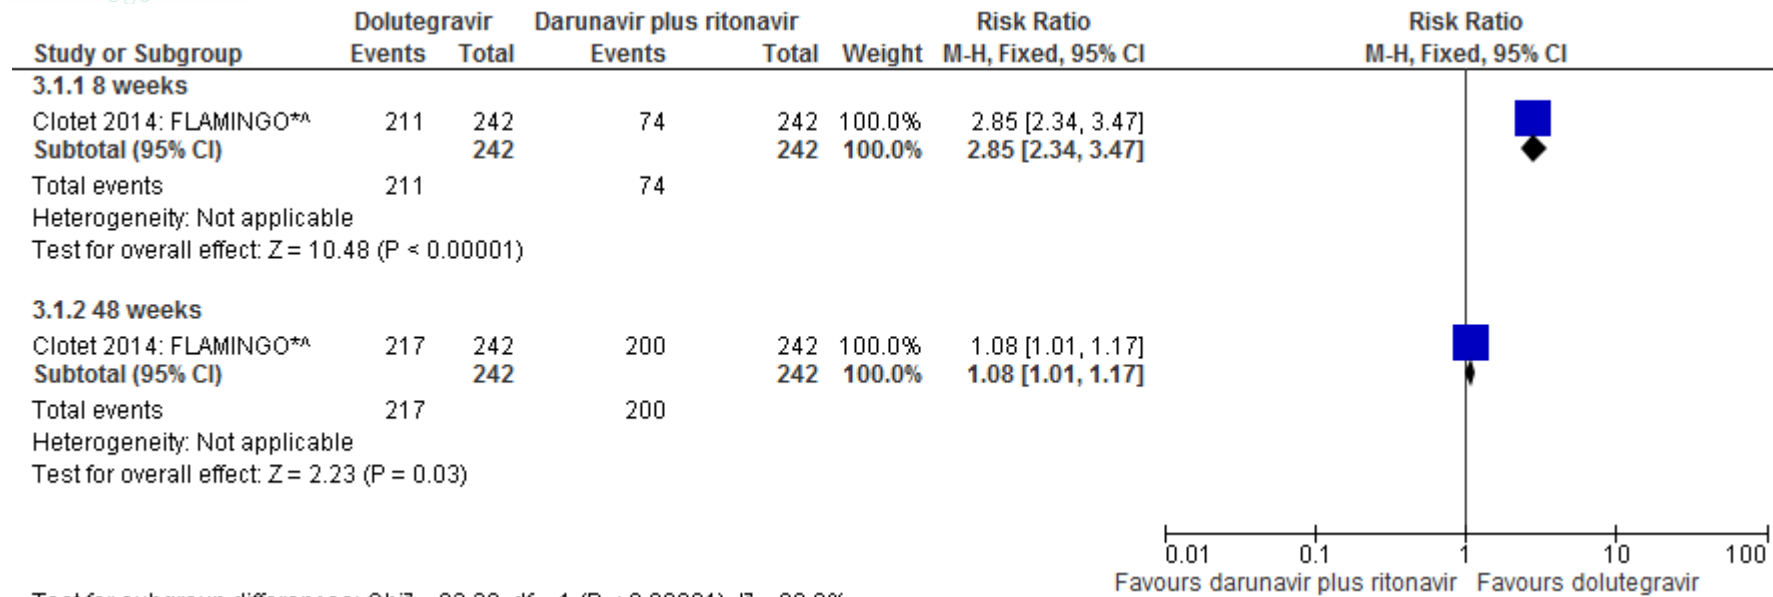 Dolutegravir Darunavir plus ritonavir Risk Ratio Risk Ratio
Study or Subgroup Events Total Events Total Weight M-H, Fixed, 95% CI M-H, Fixed, 95% CI
3.1.1 8 weeks
Clotet 2014: FLAMINGO*^ 211 242 74 242 100.0% 2.85 [2.34, 3.47]
Subtotal (95% CI) 242 242 100.0% 2.85 [2.34, 3.47]
Total events 211 74
Heterogeneity: Not applicable
Test for overall effect: Z = 10.48 (P < 0.00001)
3.1.2 48 weeks
Clotet 2014: FLAMINGO*^ 217 242 200 242 100.0% 1.08 [1.01, 1.17]
Subtotal (95% CI) 242 242 100.0% 1.08 [1.01, 1.17]
Total events 217 200
Heterogeneity: Not applicable
Test for overall effect: Z = 2.23 (P = 0.03)
0.01 0.1 1 10 100
Favours darunavir plus ritonavir Favours dolutegravir
Test for subgroup differences: